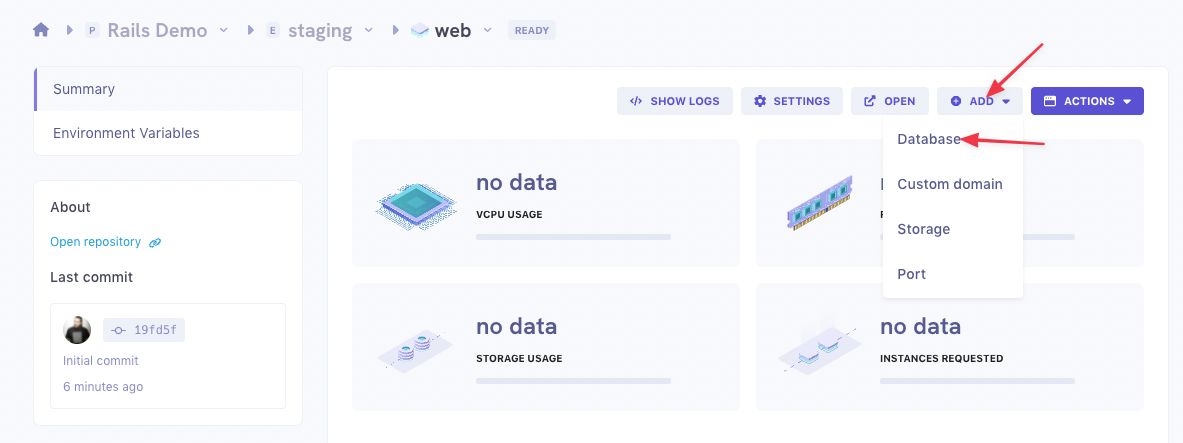 P Rails Demo E staging web READY
Summary
Environment Variables
About
Open repository
Last commit
19fd5f
Initial commit
6 minutes ago
SHOW LOGS SETTINGS OPEN ADD ACTIONS
Database
Custom domain
Storage
Port
no data
VCPU USAGE
no data
STORAGE USAGE
no data
INSTANCES REQUESTED